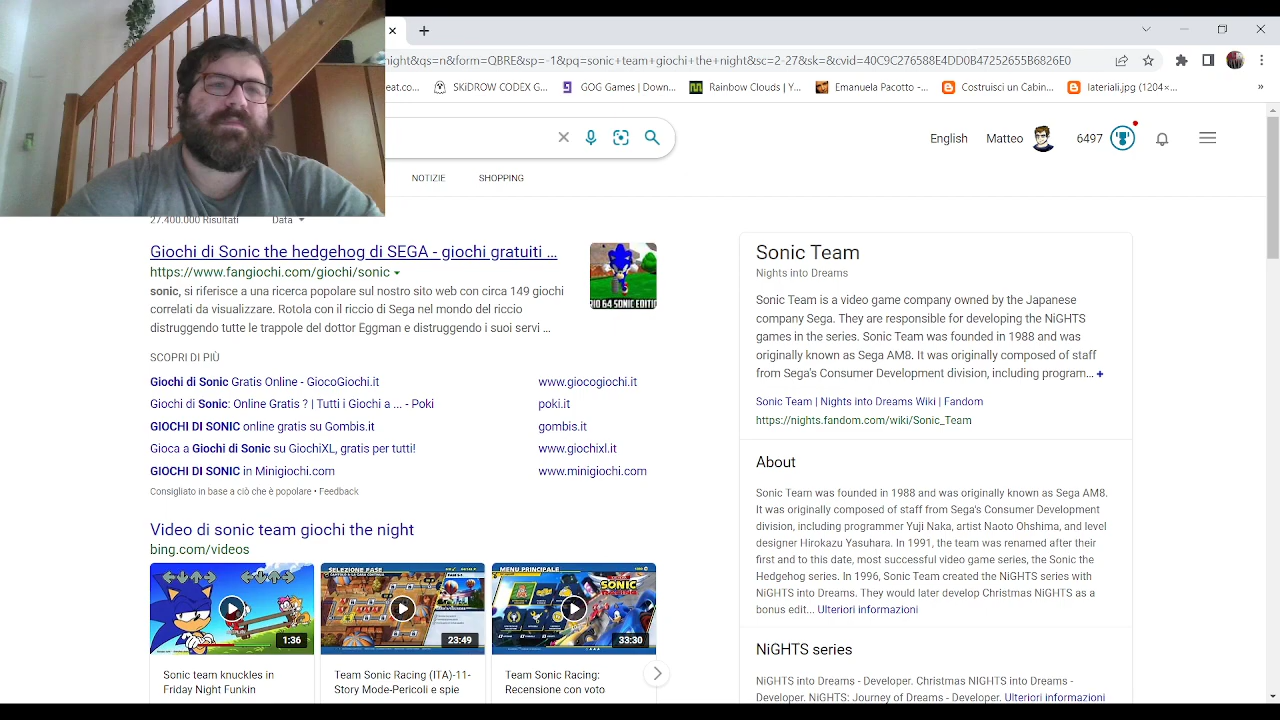 night&qs=n&form=QBRE&sp=-1&pq=sonic+team+giochi+the+night&sc=2-27&sk=&cvid=40C9C276588E4DD0B47252655BC326E0
eat.co... SKIDROW CODEX G... GOG Games | Down... Rainbow Clouds / Y... Emanuela Pacotto -... Costruisci un Cabin... lateriali.jpg (1204×... »
English Matteo 6497
NOTIZIE SHOPPING
27.400.000 Risultati Data
Giochi di Sonic the hedgehog di SEGA - giochi gratuiti ...
https://www.fangiochi.com/giochi/sonic
sonic, si riferisce a una ricerca popolare sul nostro sito web con circa 149 giochi
correlati da visualizzare. Rotola con il riccio di Sega nel mondo del riccio
distruggendo tutte le trappole del dottor Eggman e distruggendo i suoi servi ...
SCOPRI DI PIÙ
Giochi di Sonic Gratis Online - GiocoGiochi.it www.giocogiochi.it
Giochi di Sonic: Online Gratis ? | Tutti i Giochi a ... - Poki poki.it
GIOCHI DI SONIC online gratis su Gombis.it gombis.it
Gioca a Giochi di Sonic su GiochiXL, gratis per tutti! www.giochixl.it
GIOCHI DI SONIC in Minigiochi.com www.minigiochi.com
Consigliato in base a ciò che è popolare • Feedback
Video di sonic team giochi the night
bing.com/videos
SELEZIONE FASE
MENU PRINCIPALE
SONIC
1:36 23:49 33:30
Sonic team knuckles in
Friday Night Funkin
Team Sonic Racing (ITA)-11-
Story Mode-Pericoli e spie
Team Sonic Racing:
Recensione con voto
Sonic Team
Nights into Dreams
Sonic Team is a video game company owned by the Japanese
company Sega. They are responsible for developing the NiGHTS
games in the series. Sonic Team was founded in 1988 and was
originally known as Sega AM8. It was originally composed of staff
from Sega's Consumer Development division, including program... +
Sonic Team | Nights into Dreams Wiki | Fandom
https://nights.fandom.com/wiki/Sonic_Team
About
Sonic Team was founded in 1988 and was originally known as Sega AM8.
It was originally composed of staff from Sega's Consumer Development
division, including programmer Yuji Naka, artist Naoto Ohshima, and level
designer Hirokazu Yasuhara. In 1991, the team was renamed after their
first and to this date, most successful video game series, the Sonic the
Hedgehog series. In 1996, Sonic Team created the NiGHTS series with
NiGHTS into Dreams. They would later develop Christmas NiGHTS as a
bonus edit... Ulteriori informazioni
NiGHTS series
NiGHTS into Dreams - Developer. Christmas NIGHTS into Dreams -
Developer. NiGHTS: Journey of Dreams - Developer. Ulteriori informazioni